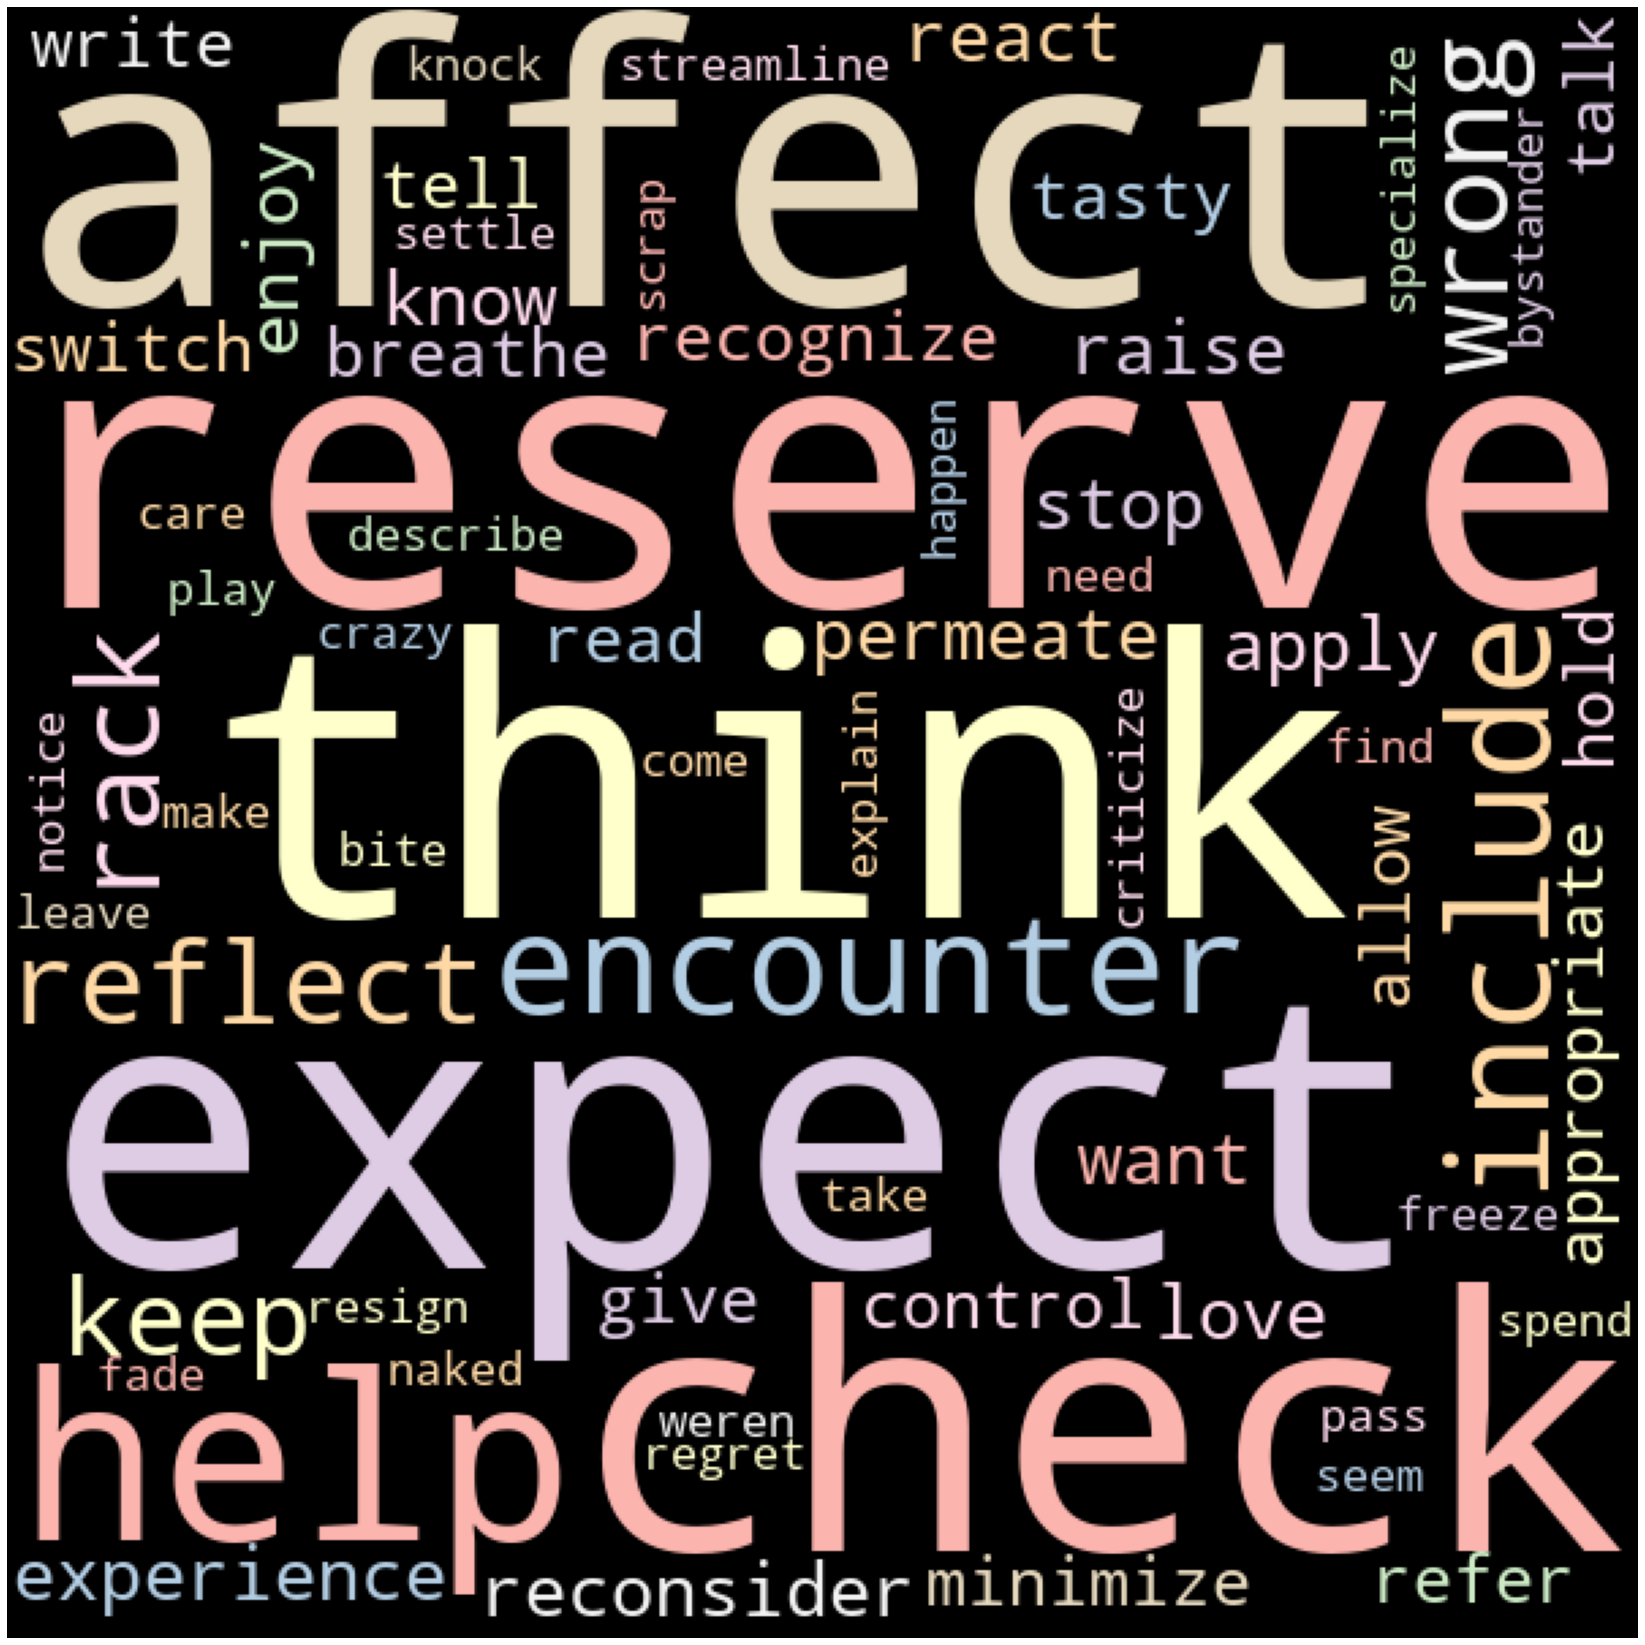 write
knock
streamline
react
talk
affect
specialize
wrong
bystander
enjoy
tell
settle
know
scrap
tasty
switch
breathe
recognize
raise
reserve
care
describe
happen
stop
play
need
crazy
read
permeate
apply
hold
rack
notice
think
come
explain
criticize
find
include
make
bite
allow
appropriate
leave
reflect
encounter
expect
want
take
freeze
keep
resign
give
control
love
spend
fade
naked
help
check
weren
regret
pass
seem
experience
reconsider
minimize
refer